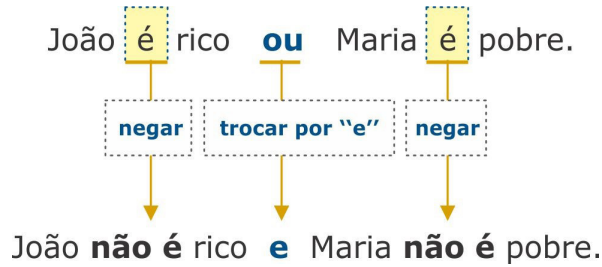 João é rico ou Maria é pobre.
negar trocar por ‘‘e’’ negar
João não é rico e Maria não é pobre.